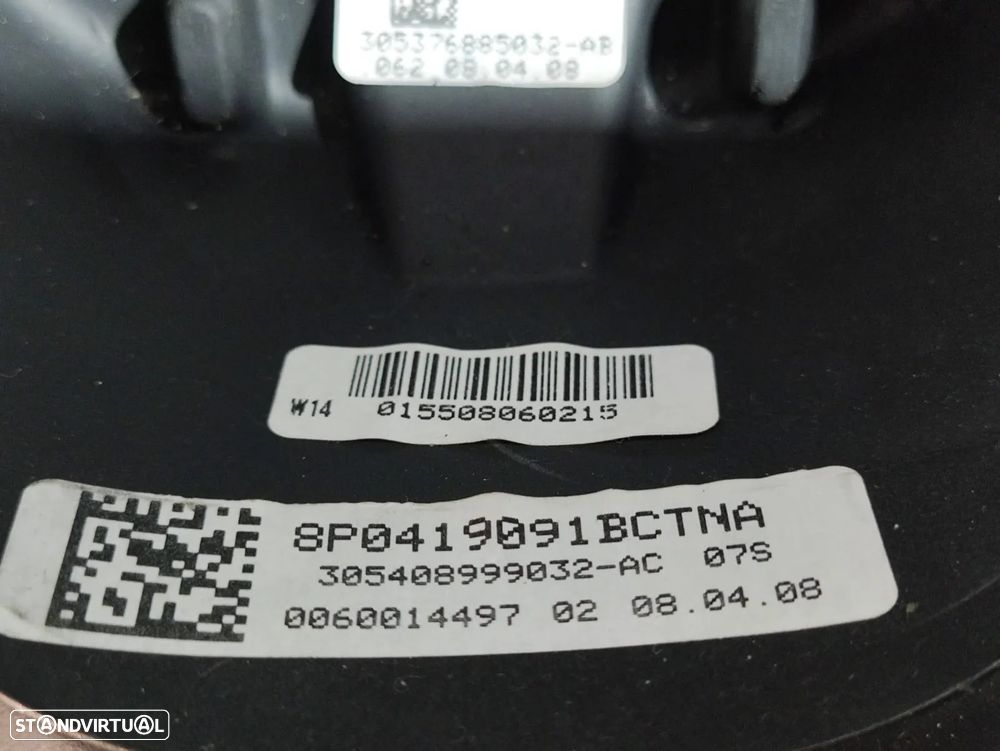 305376885032-AB
062 08.04.08
W14
015508060215
8P0419091BCTNA
305408999032-AC 07S
0060014497 02 08.04.08
STANDVIRTUAL